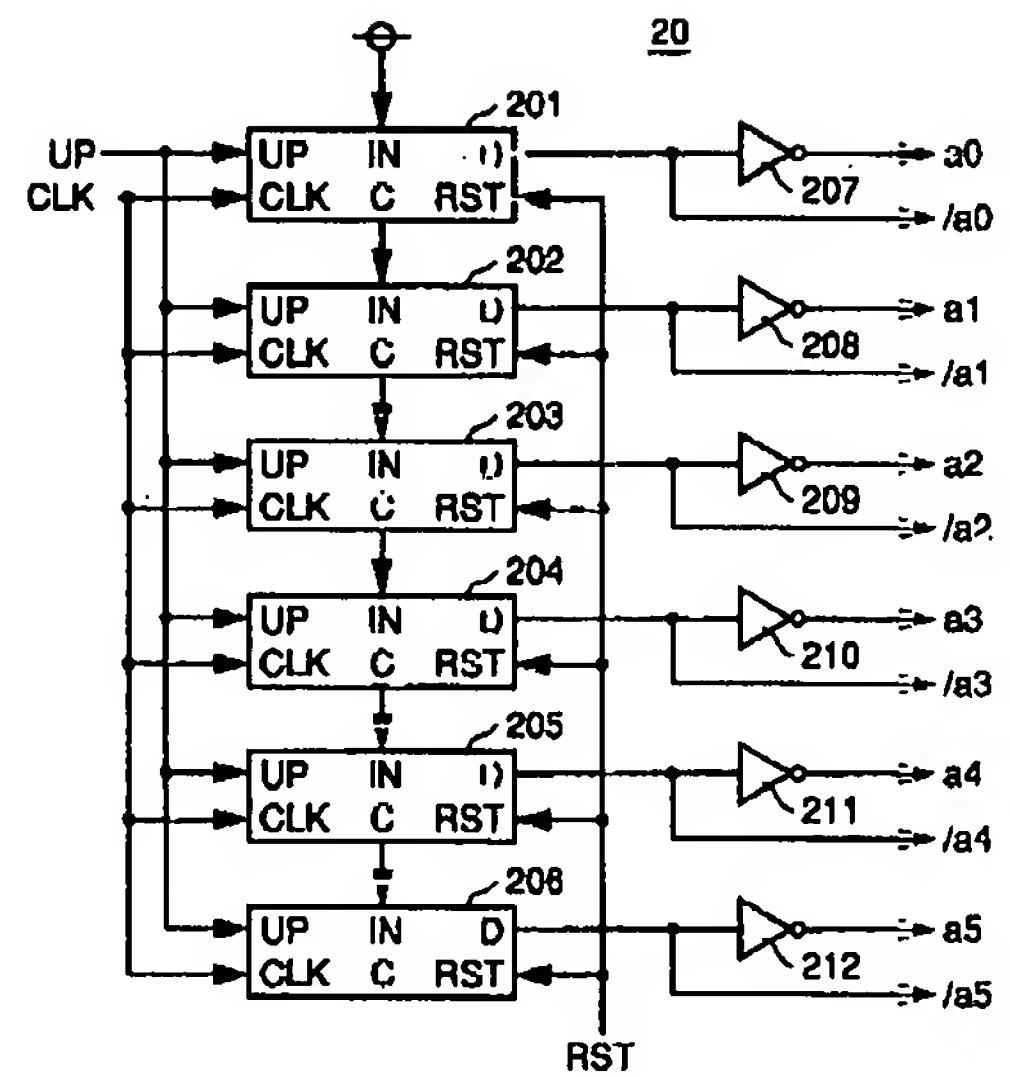 20
201
UP UP IN D a0
CLK CLK C RST 207 /a0
202
UP IN D a1
CLK C RST 208 /a1
203
UP IN D a2
CLK C RST 209 /a2
204
UP IN D a3
CLK C RST 210 /a3
205
UP IN D a4
CLK C RST 211 /a4
206
UP IN D a5
CLK C RST 212 /a5
RST